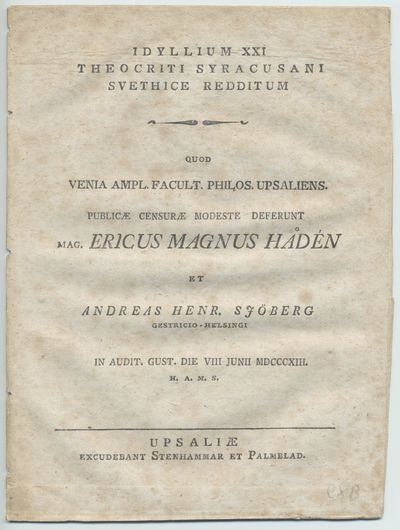 IDYLLIUM XXI
THEOCRITI SYRACUSANI
SVETHICE REDDITUM
QUOD
VENIA AMPL. FACULT. PHILOS. UPSALIENS.
PUBLICÆ CENSURÆ MODESTE DEFERUNT
MAG. ERICUS MAGNUS HÅDÉN
ET
ANDREAS HENR. SJÖBERG
GESTRICIO-HELSINGI
IN AUDIT. GUST. DIE VIII JUNII MDCCCXIII.
H. A. M. S.
UPSALIÆ
EXCUDEBANT STENHAMMAR ET PALMBLAD.